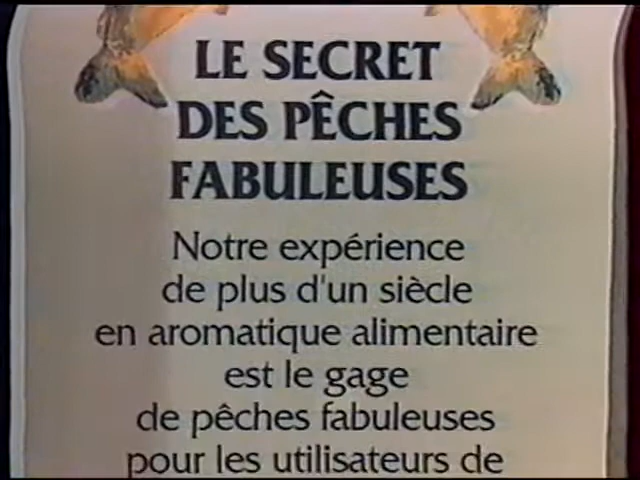 LE SECRET
DES PÊCHES
FABULEUSES
Notre expérience
de plus d'un siècle
en aromatique alimentaire
est le gage
de pêches fabuleuses
pour les utilisateurs de